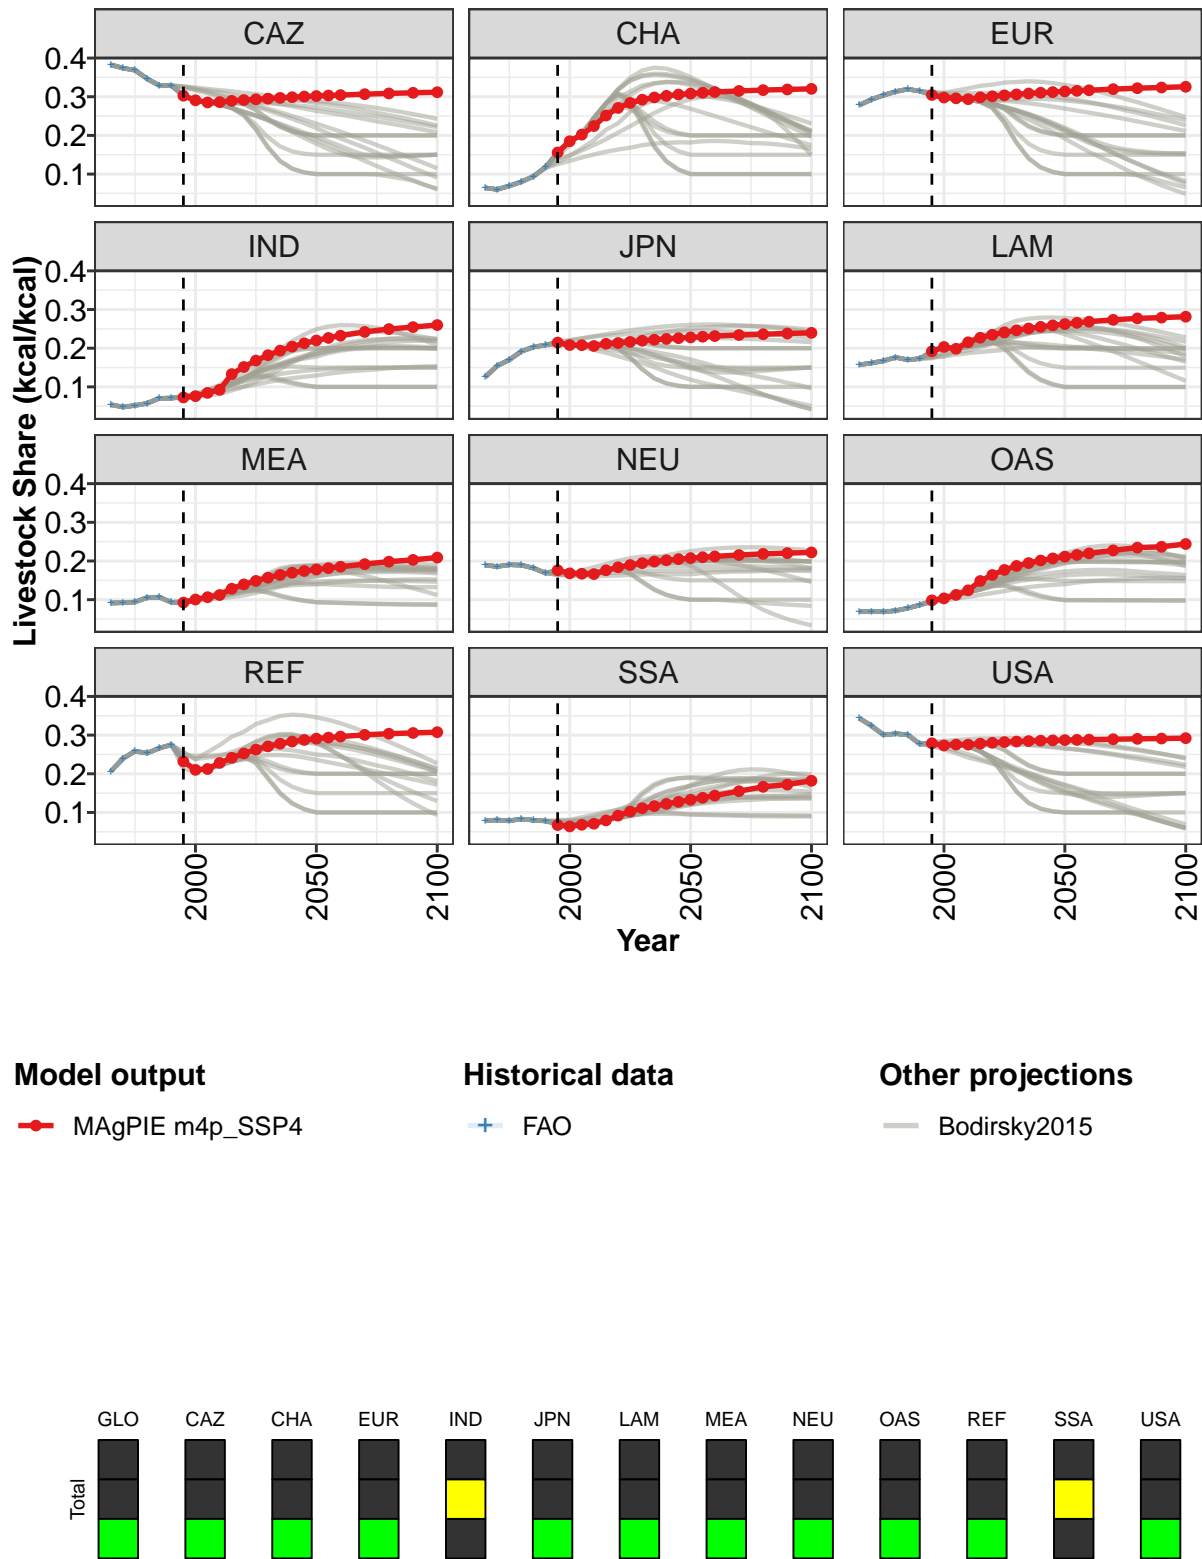 CAZ CHA EUR
0.4
0.3
0.2
0.1
IND JPN LAM
0.4
0.3
0.2
0.1
MEA NEU OAS
0.4
0.3
0.2
0.1
REF SSA USA
0.4
0.3
0.2
0.1
Livestock Share (kcal/kcal)
2000 2050 2100 2000 2050 2100 2000 2050 2100
Year
Model output Historical data Other projections
MAgPIE m4p_SSP4 FAO Bodirsky2015
GLO CAZ CHA EUR IND JPN LAM MEA NEU OAS REF SSA USA
Total